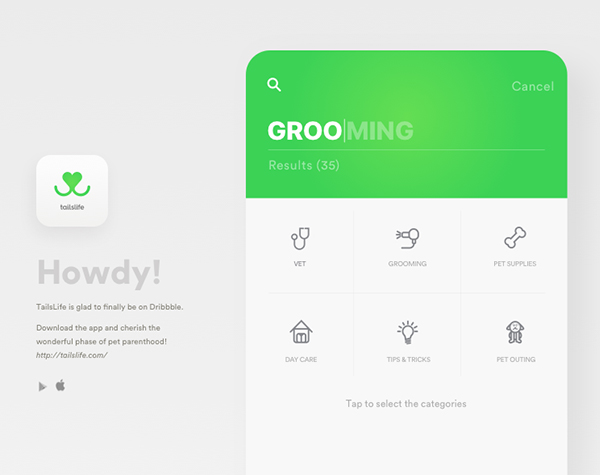 tailslife
Howdy!
TailsLife is glad to finally be on Dribbble.
Download the app and cherish the
wonderful phase of pet parenthood!
http://tailslife.com/
Cancel
GROOMING
Results (35)
VET
GROOMING
PET SUPPLIES
DAY CARE
TIPS & TRICKS
PET OUTING
Tap to select the categories